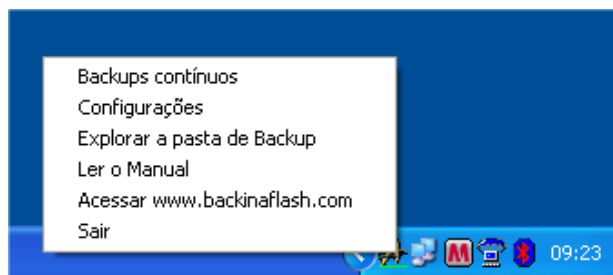 Backups contínuos
Configurações
Explorar a pasta de Backup
Ler o Manual
Acessar www.backinaflash.com
Sair
M 09:23